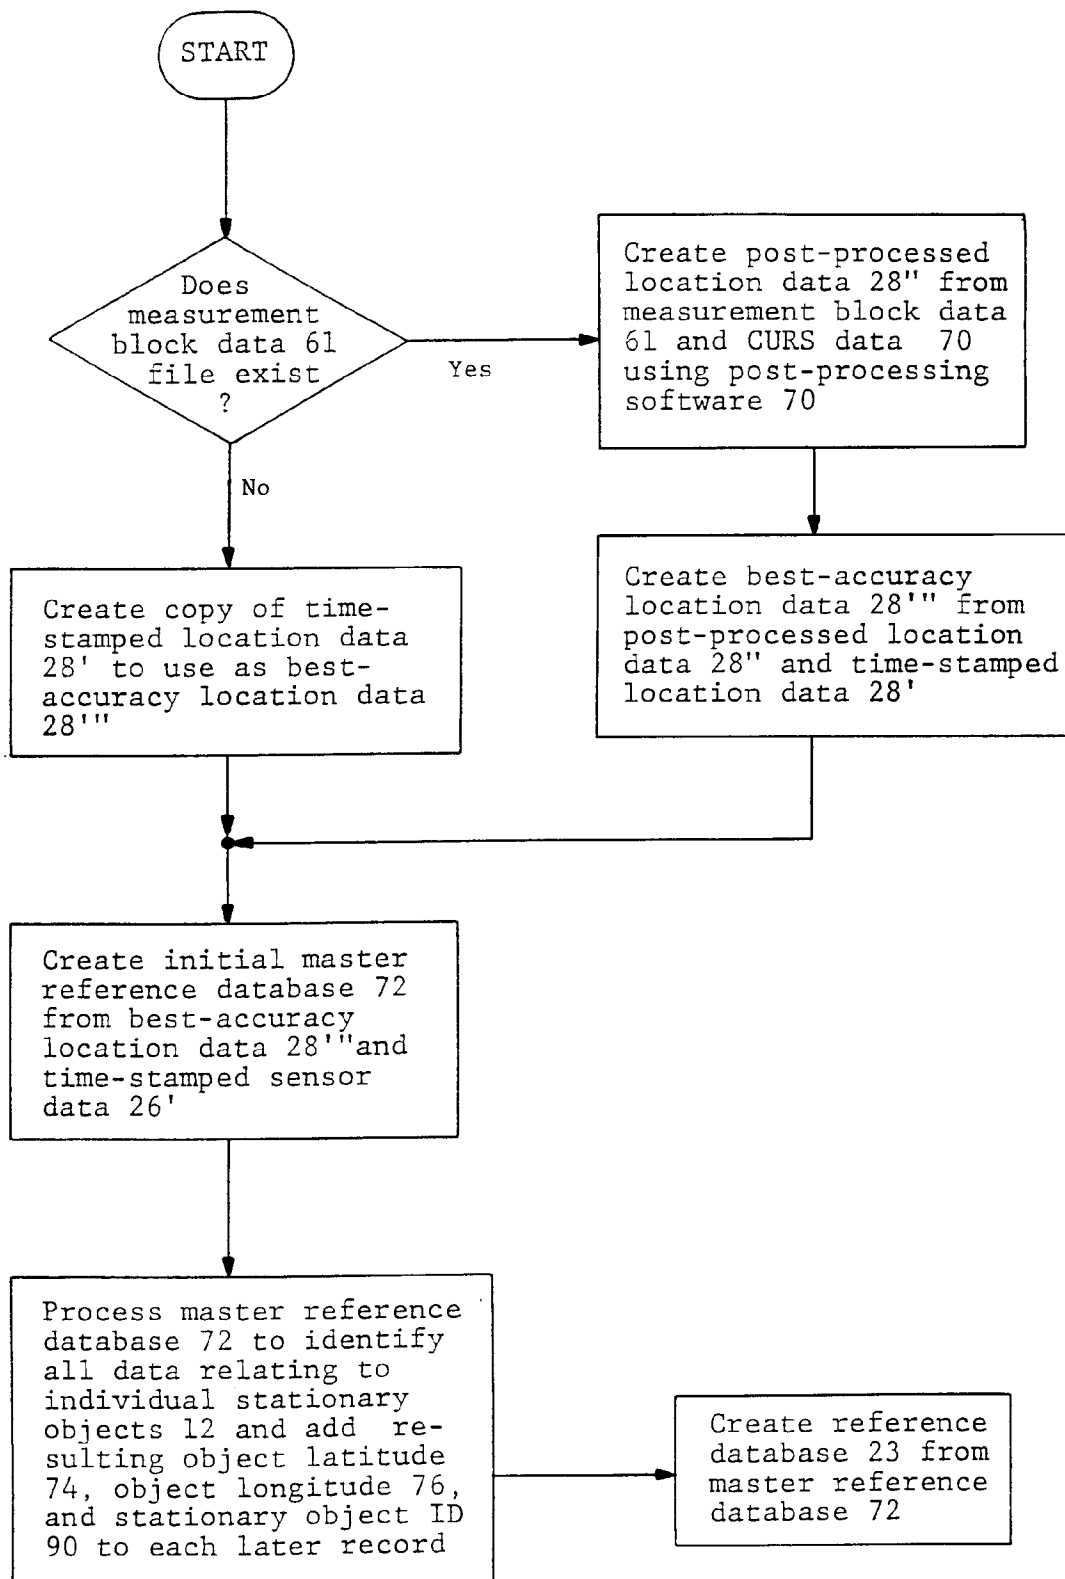 START
Does
measurement
block data 61
file exist
?
Yes
No
Create post-processed
location data 28" from
measurement block data
61 and CURS data 70
using post-processing
software 70
Create best-accuracy
location data 28'" from
post-processed location
data 28" and time-stamped
location data 28'
Create copy of time-
stamped location data
28' to use as best-
accuracy location data
28'"
Create initial master
reference database 72
from best-accuracy
location data 28'"and
time-stamped sensor
data 26'
Process master reference
database 72 to identify
all data relating to
individual stationary
objects 12 and add re-
sulting object latitude
74, object longitude 76,
and stationary object ID
90 to each later record
Create reference
database 23 from
master reference
database 72